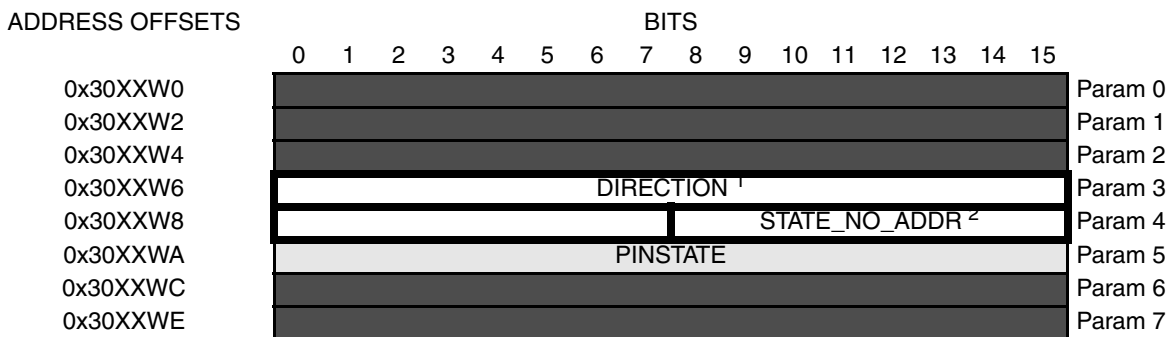 ADDRESS OFFSETS BITS
0 1 2 3 4 5 6 7 8 9 10 11 12 13 14 15
0x30XXW0 Param 0
0x30XXW2 Param 1
0x30XXW4 Param 2
0x30XXW6 DIRECTION 1 Param 3
0x30XXW8 STATE_NO_ADDR 2 Param 4
0x30XXWA PINSTATE Param 5
0x30XXWC Param 6
0x30XXWE Param 7